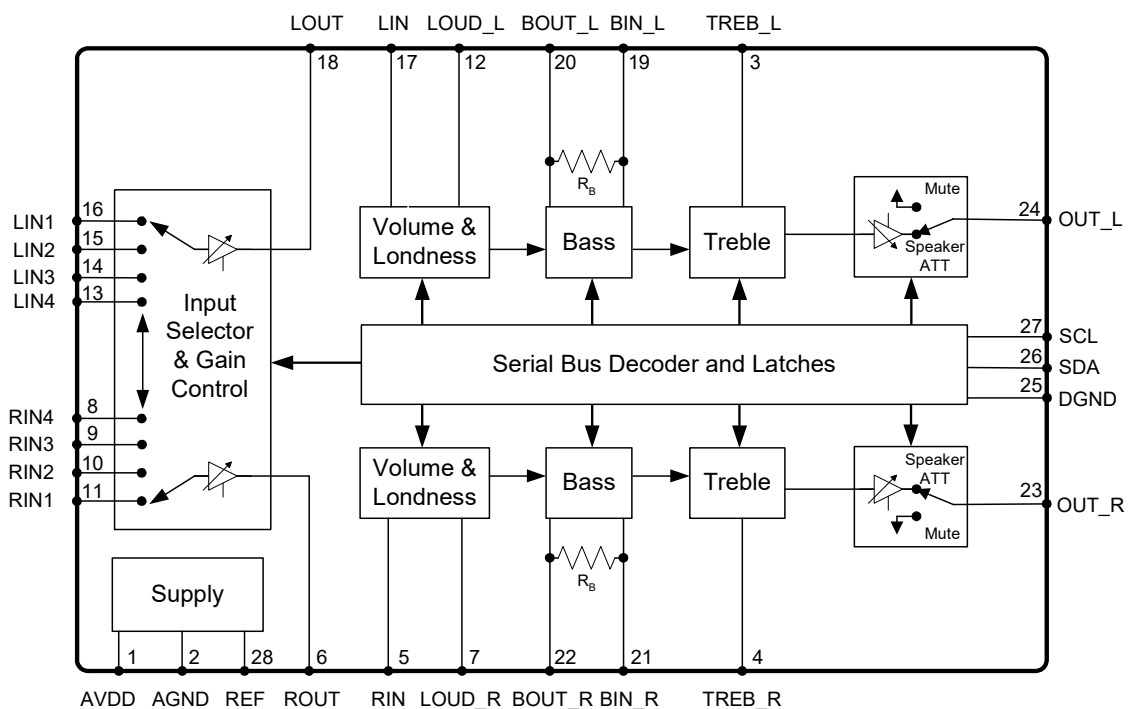 LOUT LIN LOUD_L BOUT_L BIN_L TREB_L
18 17 12 20 19 3
R_B
LIN1 16
LIN2 15
LIN3 14
LIN4 13
Input
Selector
& Gain
Control
RIN4 8
RIN3 9
RIN2 10
RIN1 11
Volume &
Londness
Bass
Treble
Mute
Speaker
ATT
24 OUT_L
Serial Bus Decoder and Latches
27 SCL
26 SDA
25 DGND
Volume &
Londness
Bass
Treble
Speaker
ATT
Mute
23 OUT_R
R_B
Supply
1 2 28 6 5 7 22 21 4
AVDD AGND REF ROUT RIN LOUD_R BOUT_R BIN_R TREB_R